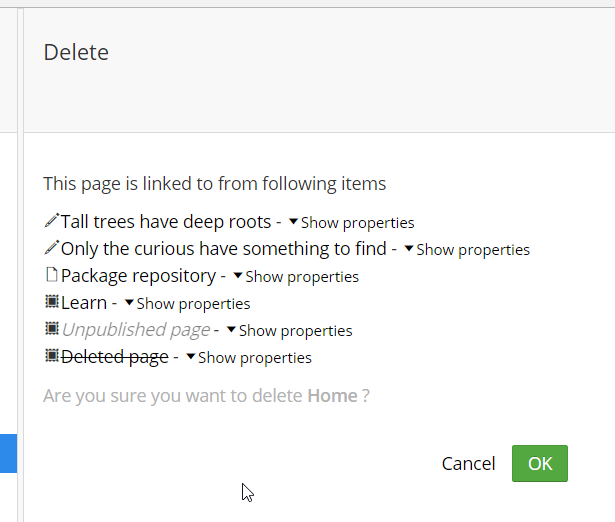 Delete
This page is linked to from following items
Tall trees have deep roots - ▼Show properties
Only the curious have something to find - ▼Show properties
Package repository - ▼Show properties
Learn - ▼Show properties
Unpublished page - ▼Show properties
Deleted page - ▼Show properties
Are you sure you want to delete Home ?
Cancel OK